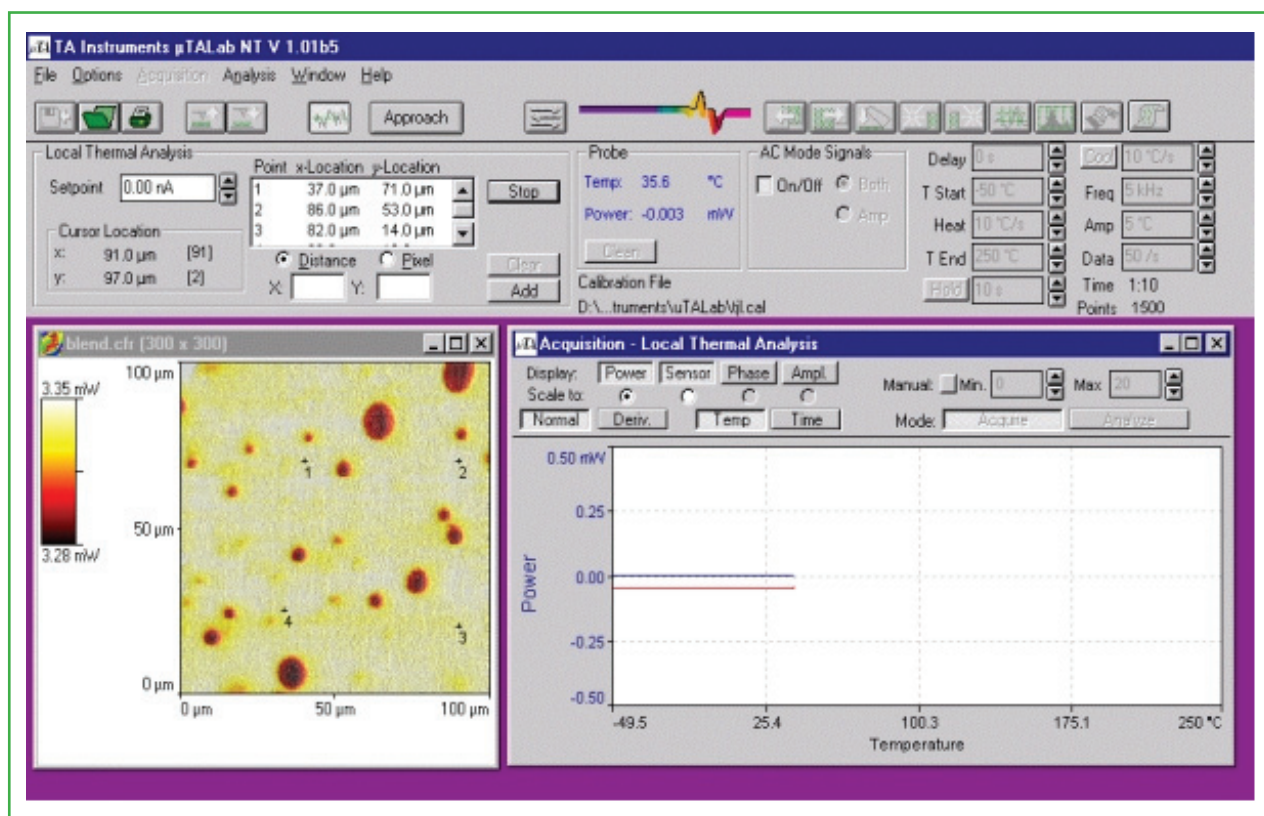 µTA TA Instruments µTALab NT V 1.01b5
File Options Acquisition Analysis Window Help
Approach
Local Thermal Analysis
Setpoint 0.00 nA
Point x-Location y-Location
1 37.0 µm 71.0 µm
2 86.0 µm 53.0 µm
3 82.0 µm 14.0 µm
Stop
Cursor Location
x: 91.0 µm [91]
y: 97.0 µm [2]
Distance Pixel
X: Y:
Clear
Add
Probe
Temp: 35.6 °C
Power: -0.003 mW
Clean
Calibration File
D:\...truments\uTALab\tjl.cal
AC Mode Signals
On/Off Both
Amp
Delay 0 s
T Start -50 °C
Heat 10 °C/s
T End 250 °C
Hold 10 s
Cool 10 °C/s
Freq 5 kHz
Amp 5 °C
Data 50 /s
Time 1:10
Points 1500
blend.cfr (300 x 300)
3.35 mW
3.28 mW
100 µm
50 µm
0 µm
0 µm 50 µm 100 µm
1
2
4
3
µTA Acquisition - Local Thermal Analysis
Display: Power Sensor Phase Ampl.
Scale to:
Normal Deriv. Temp Time
Manual: Min. 0 Max 20
Mode: Acquire Analyze
0.50 mW
0.25
0.00
-0.25
-0.50
Power
-49.5 25.4 100.3 175.1 250 °C
Temperature